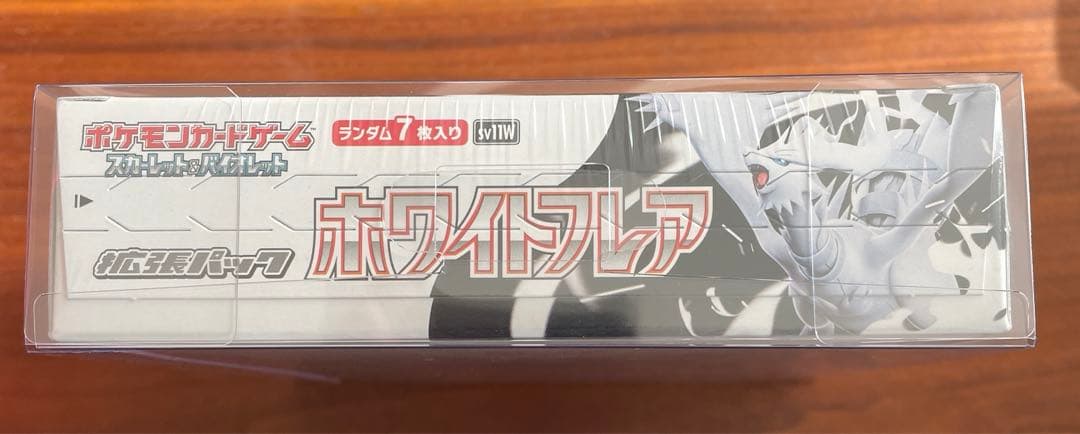 ポケモンカードゲーム
スカーレット&バイオレット
ランダム7枚入り
sv11W
拡張パック
ホワイトフレア